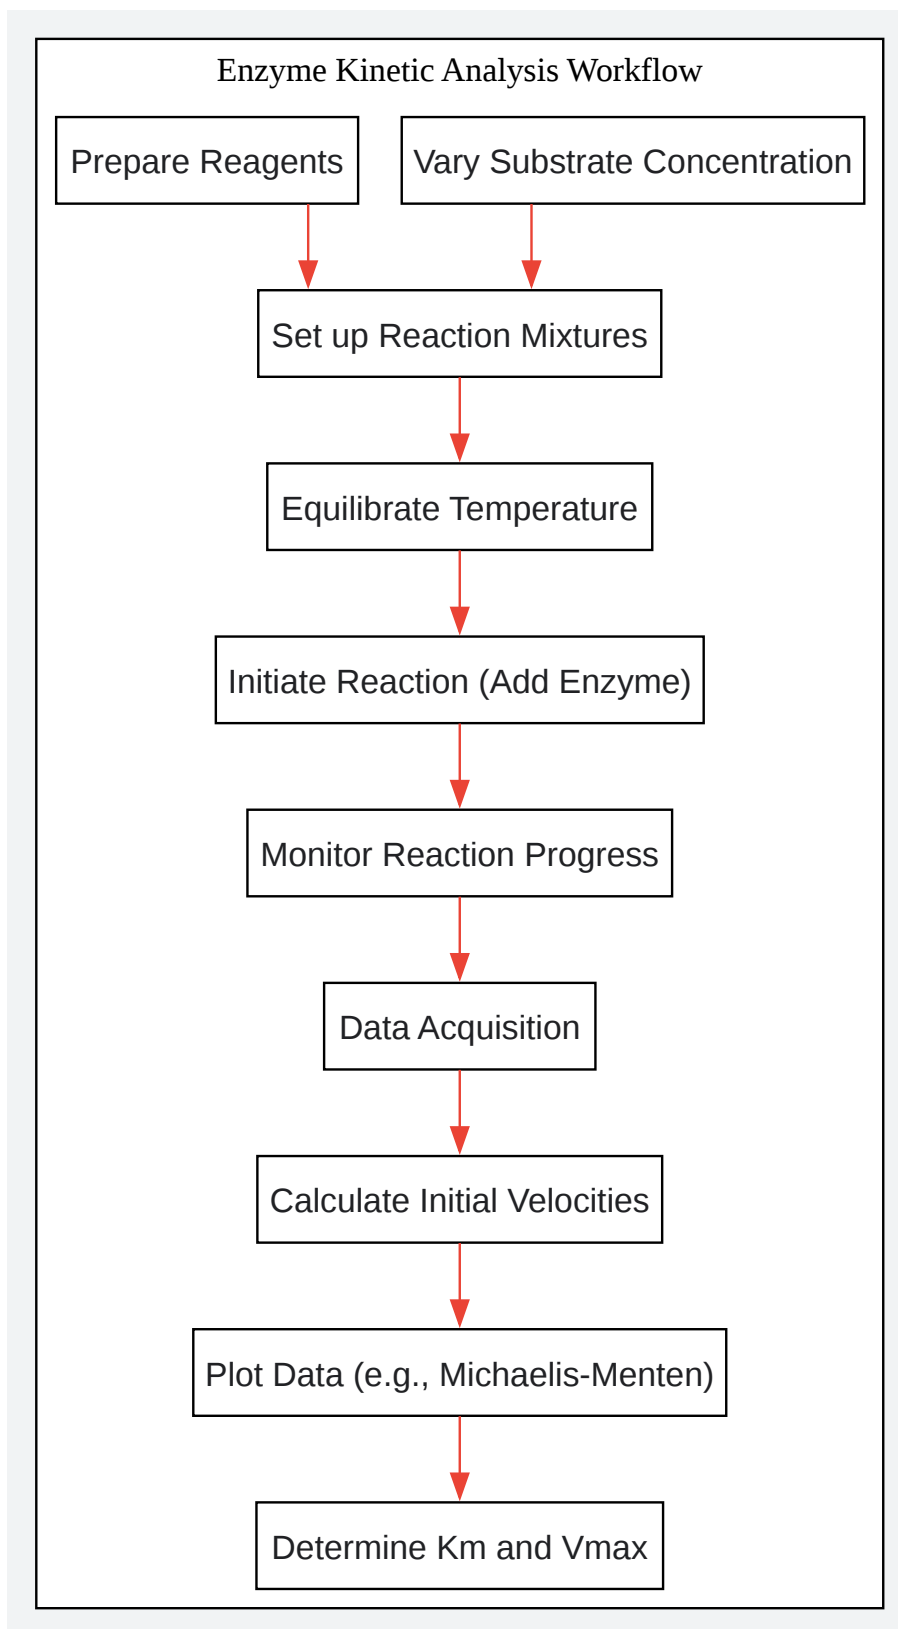 Enzyme Kinetic Analysis Workflow
Prepare Reagents
Vary Substrate Concentration
Set up Reaction Mixtures
Equilibrate Temperature
Initiate Reaction (Add Enzyme)
Monitor Reaction Progress
Data Acquisition
Calculate Initial Velocities
Plot Data (e.g., Michaelis-Menten)
Determine Km and Vmax